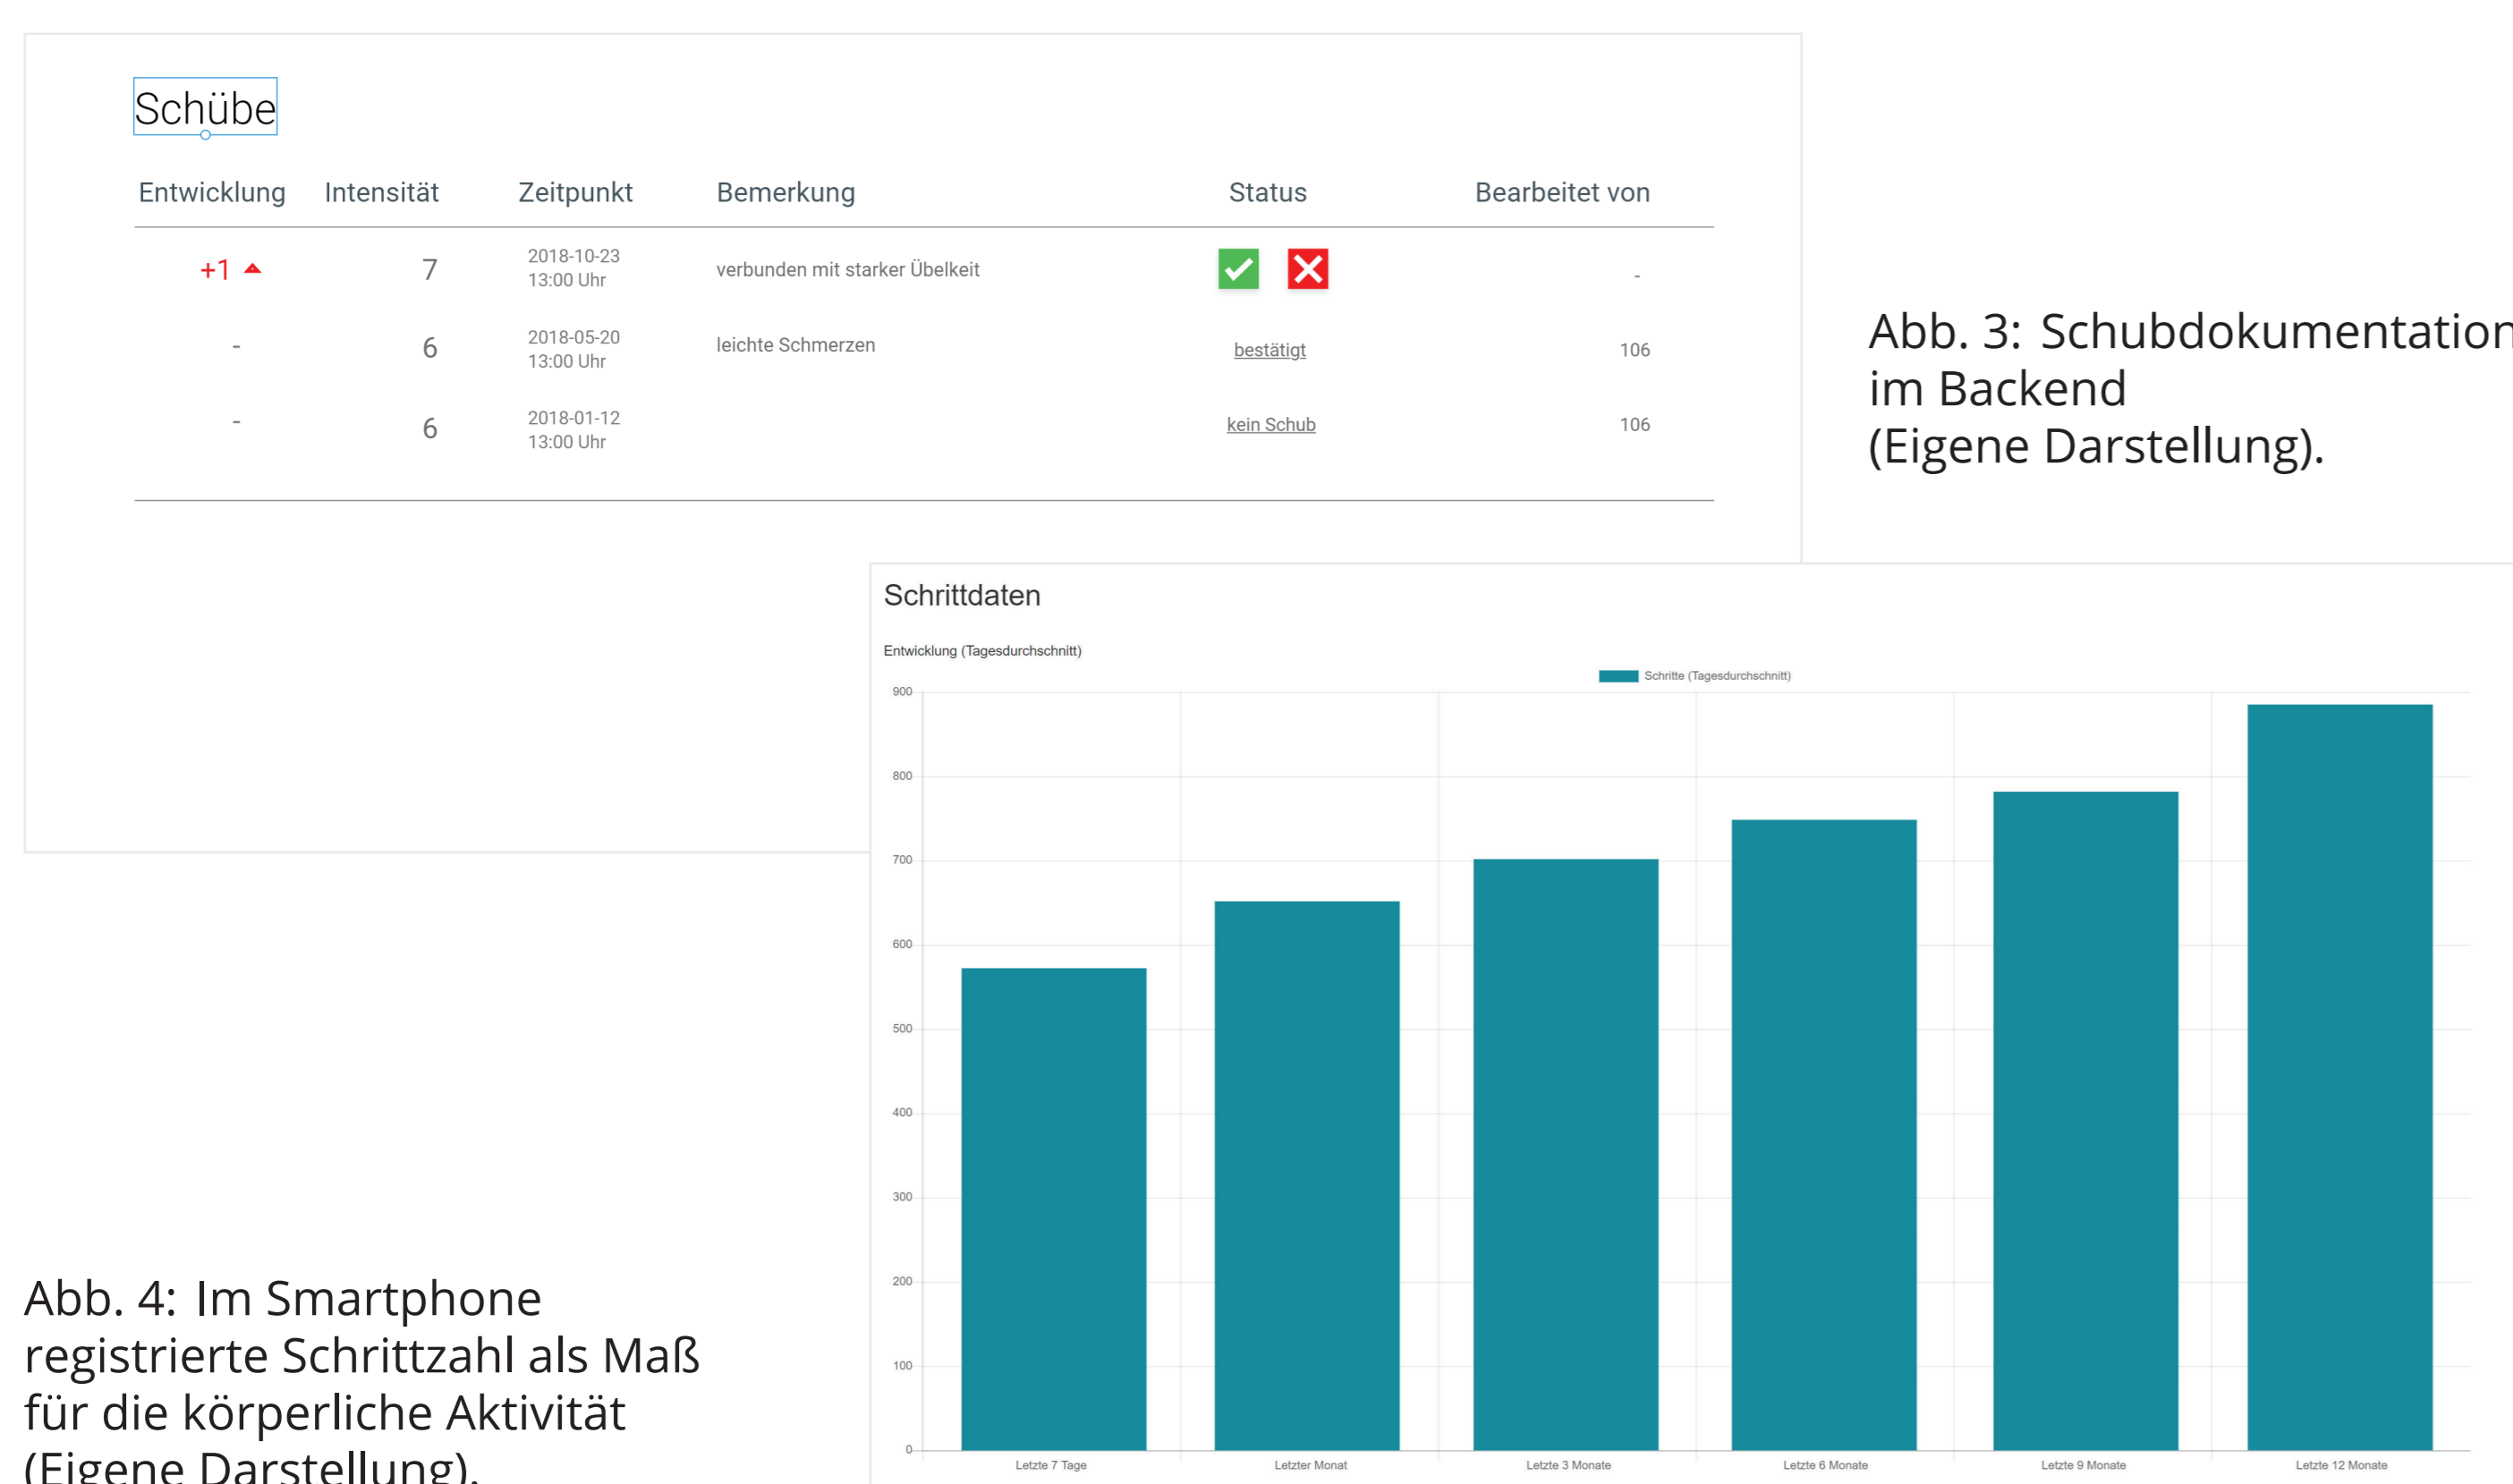 Schübe
Entwicklung Intensität Zeitpunkt Bemerkung Status Bearbeitet von
+1 7 2018-10-23 13:00 Uhr verbunden mit starker Übelkeit -
- 6 2018-05-20 13:00 Uhr leichte Schmerzen bestätigt 106
- 6 2018-01-12 13:00 Uhr kein Schub 106
Abb. 3: Schubdokumentation
im Backend
(Eigene Darstellung).
Schrittdaten
Entwicklung (Tagesdurchschnitt)
Schritte (Tagesdurchschnitt)
900
800
700
600
500
400
300
200
100
0
Letzte 7 Tage Letzter Monat Letzte 3 Monate Letzte 6 Monate Letzte 9 Monate Letzte 12 Monate
Abb. 4: Im Smartphone
registrierte Schrittzahl als Maß
für die körperliche Aktivität
(Eigene Darstellung).